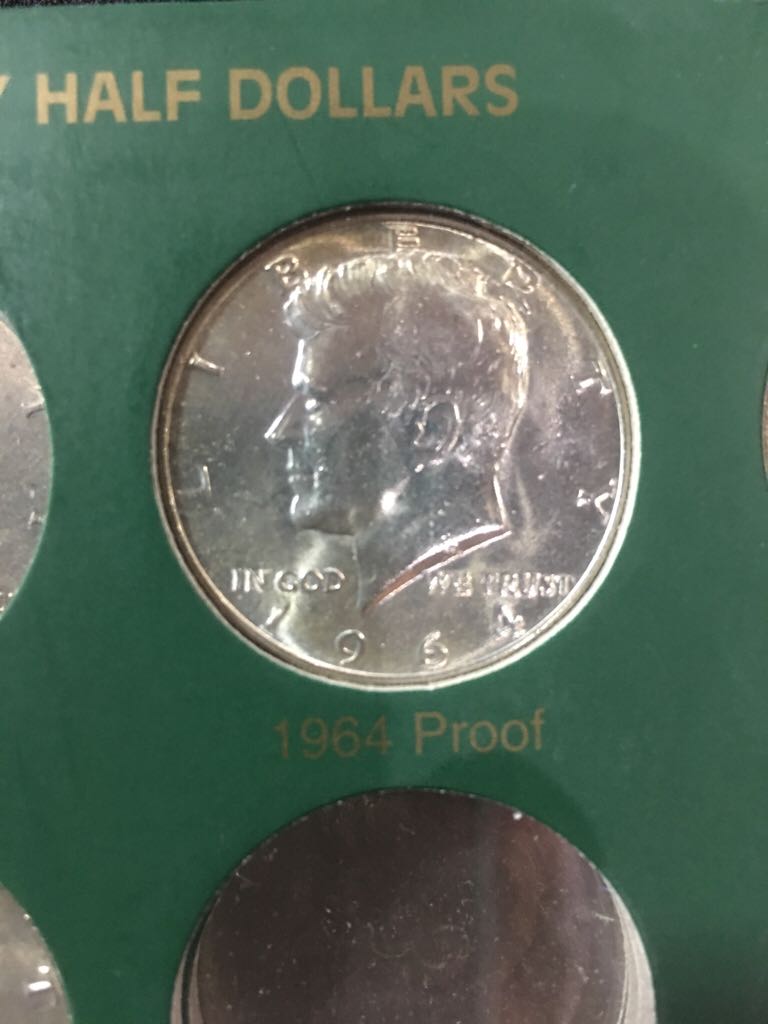 Y HALF DOLLARS
LIBERTY
IN GOD WE TRUST
1964
1964 Proof